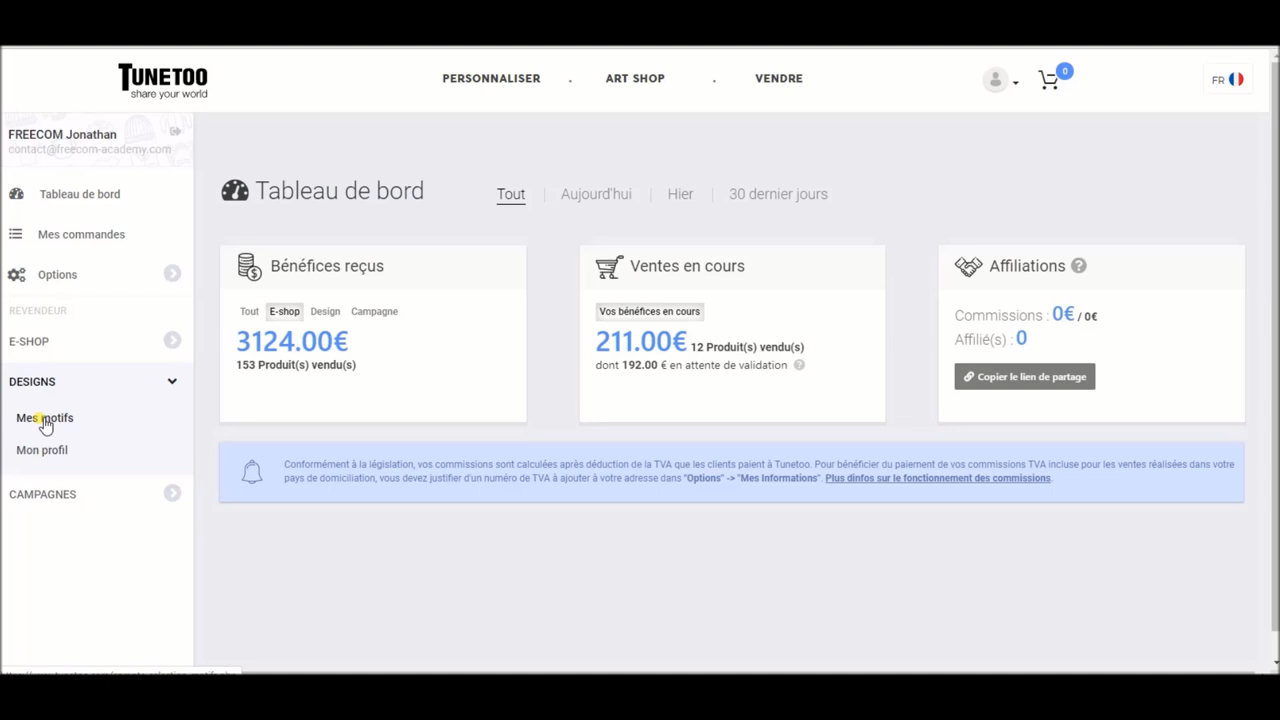 TUNETOO
share your world
PERSONNALISER . ART SHOP . VENDRE
0
FR
FREECOM Jonathan
contact@freecom-academy.com
Tableau de bord
Mes commandes
Options
REVENDEUR
E-SHOP
DESIGNS
Mes motifs
Mon profil
CAMPAGNES
Tableau de bord
Tout | Aujourd'hui | Hier | 30 dernier jours
Bénéfices reçus
Tout E-shop Design Campagne
3124.00€
153 Produit(s) vendu(s)
Ventes en cours
Vos bénéfices en cours
211.00€ 12 Produit(s) vendu(s)
dont 192.00 € en attente de validation ?
Affiliations ?
Commissions : 0€ / 0€
Affilié(s) : 0
Copier le lien de partage
Conformément à la législation, vos commissions sont calculées après déduction de la TVA que les clients paient à Tunetoo. Pour bénéficier du paiement de vos commissions TVA incluse pour les ventes réalisées dans votre
pays de domiciliation, vous devez justifier d'un numéro de TVA à ajouter à votre adresse dans "Options" -> "Mes Informations". Plus dinfos sur le fonctionnement des commissions.